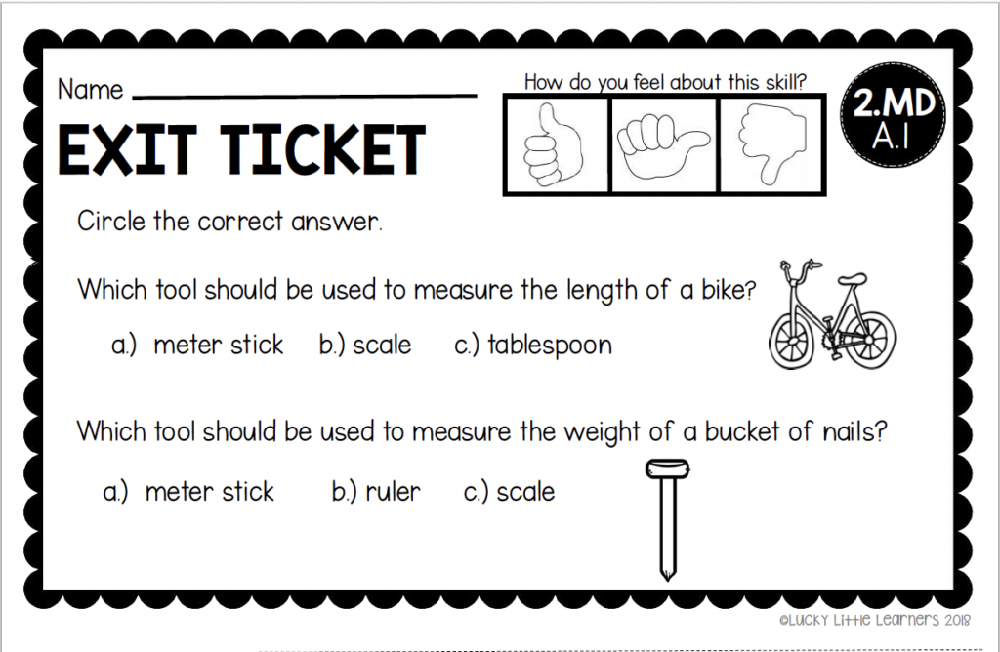 Name
How do you feel about this skill?
2.MD
A.1
EXIT TICKET
Circle the correct answer.
Which tool should be used to measure the length of a bike?
a.) meter stick b.) scale c.) tablespoon
Which tool should be used to measure the weight of a bucket of nails?
a.) meter stick b.) ruler c.) scale
©Lucky Little Learners 2018